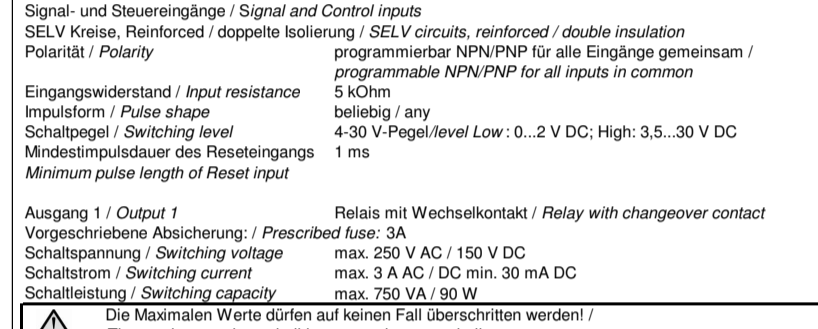 Signal- und Steuereingänge / Signal and Control inputs
SELV Kreise, Reinforced / doppelte Isolierung / SELV circuits, reinforced / double insulation
Polarität / Polarity programmierbar NPN/PNP für alle Eingänge gemeinsam /
programmable NPN/PNP for all inputs in common
Eingangswiderstand / Input resistance 5 kOhm
Impulsform / Pulse shape beliebig / any
Schaltpegel / Switching level 4-30 V-Pegel/level Low : 0...2 V DC; High: 3,5...30 V DC
Mindestimpulsdauer des Reseteingangs 1 ms
Minimum pulse length of Reset input
Ausgang 1 / Output 1 Relais mit Wechselkontakt / Relay with changeover contact
Vorgeschriebene Absicherung: / Prescribed fuse: 3A
Schaltspannung / Switching voltage max. 250 V AC / 150 V DC
Schaltstrom / Switching current max. 3 A AC / DC min. 30 mA DC
Schaltleistung / Switching capacity max. 750 VA / 90 W
Die Maximalen Werte dürfen auf keinen Fall überschritten werden! /